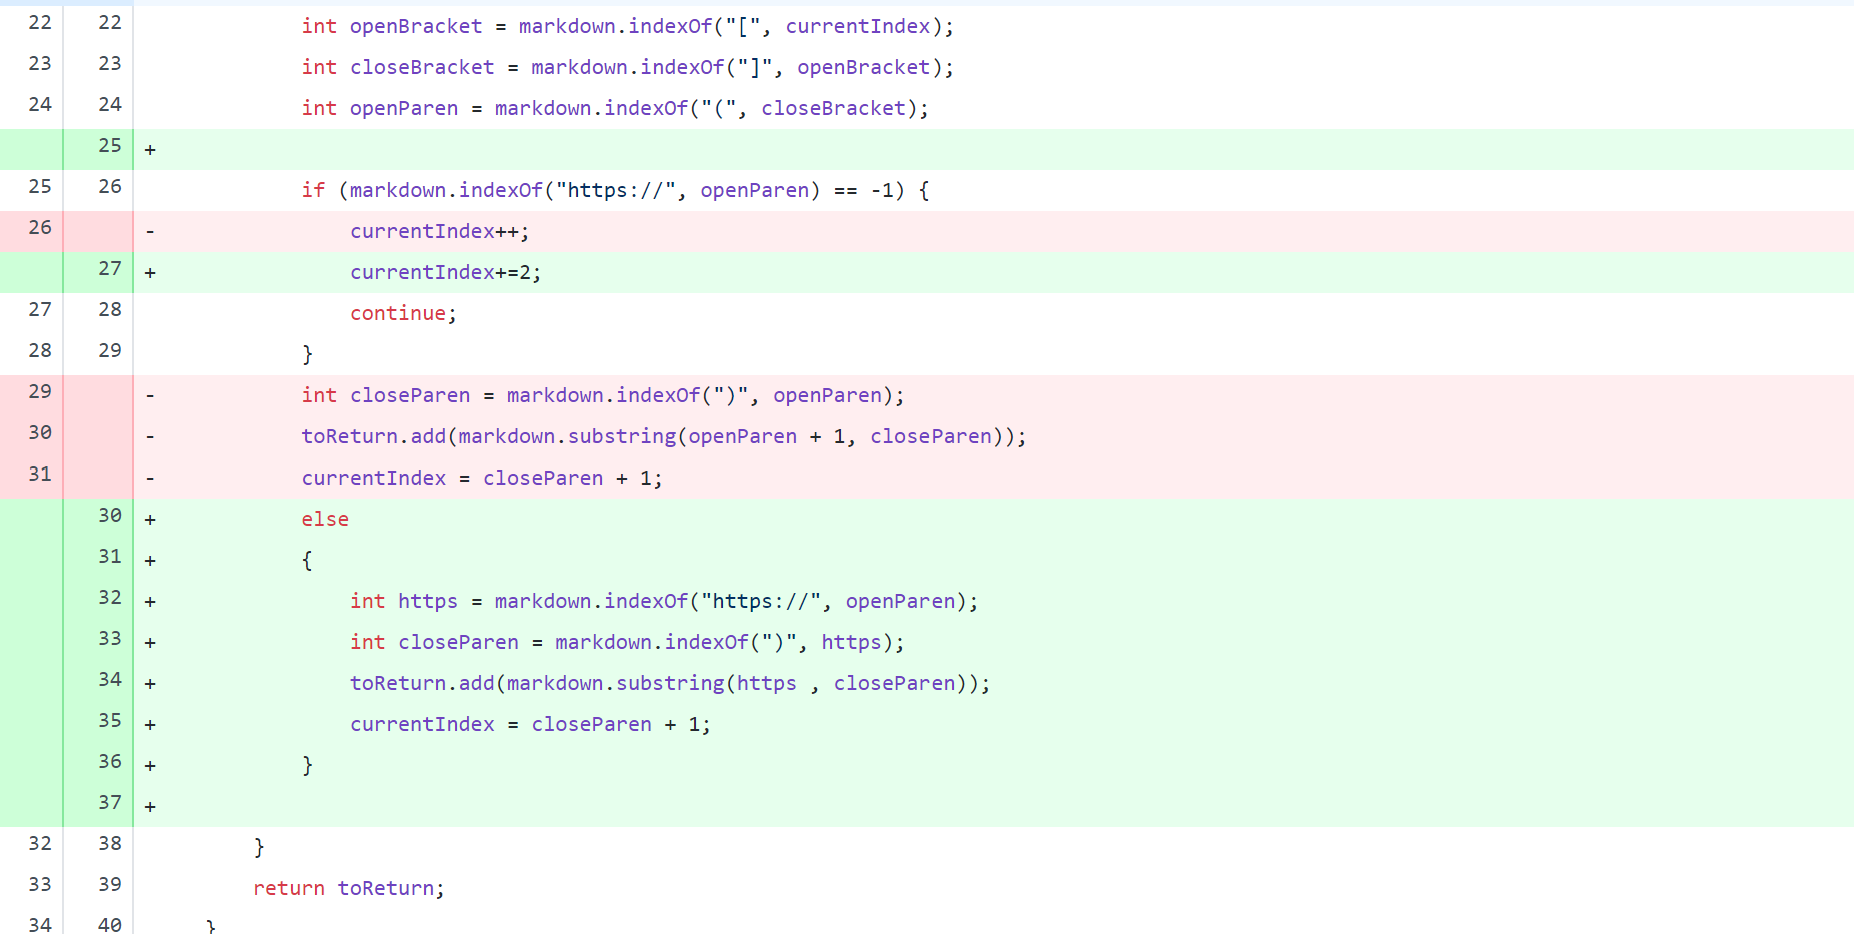 22 22 int openBracket = markdown.indexOf("[", currentIndex);
23 23 int closeBracket = markdown.indexOf("]", openBracket);
24 24 int openParen = markdown.indexOf("(", closeBracket);
25 +
25 26 if (markdown.indexOf("https://", openParen) == -1) {
26 - currentIndex++;
27 + currentIndex+=2;
27 28 continue;
28 29 }
29 - int closeParen = markdown.indexOf(")", openParen);
30 - toReturn.add(markdown.substring(openParen + 1, closeParen));
31 - currentIndex = closeParen + 1;
30 + else
31 + {
32 + int https = markdown.indexOf("https://", openParen);
33 + int closeParen = markdown.indexOf(")", https);
34 + toReturn.add(markdown.substring(https , closeParen));
35 + currentIndex = closeParen + 1;
36 + }
37 +
32 38 }
33 39 return toReturn;
34 40 }